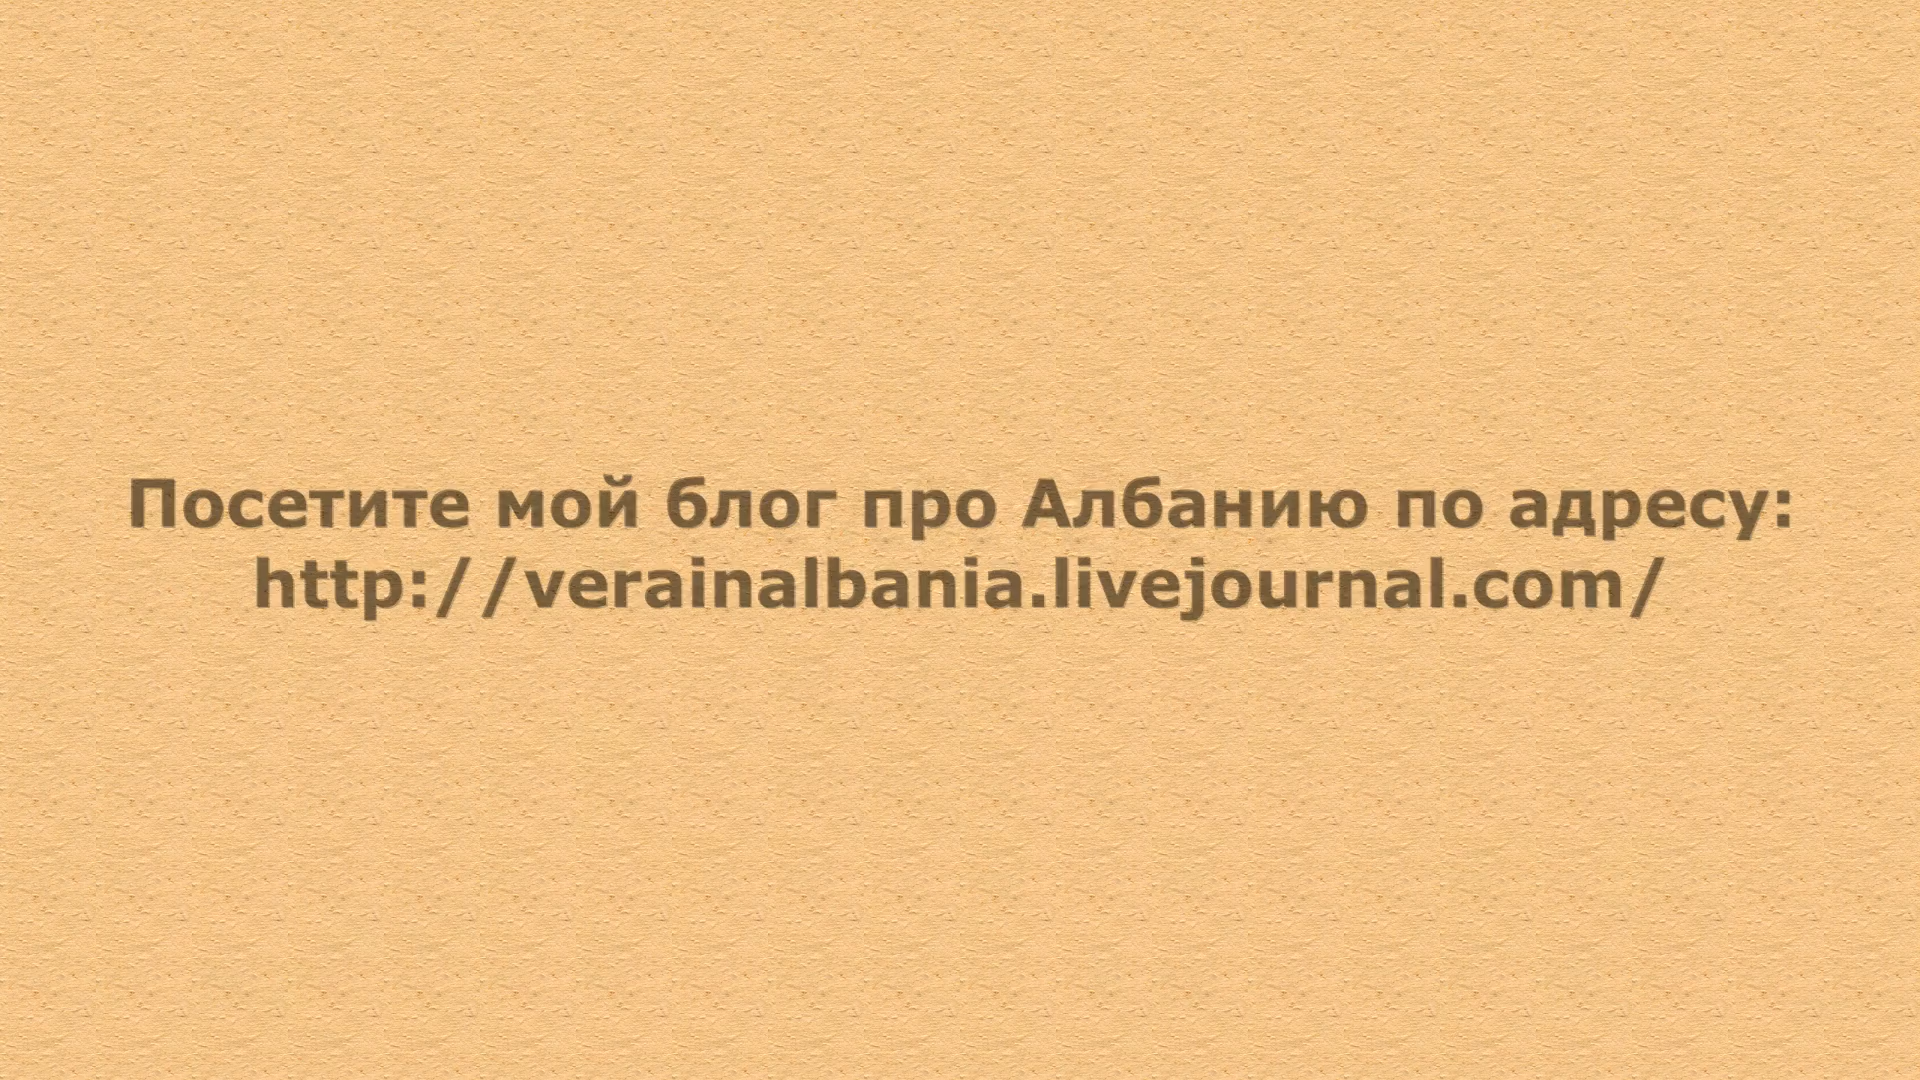 Посетите мой блог про Албанию по адресу:
http://verainalbania.livejournal.com/